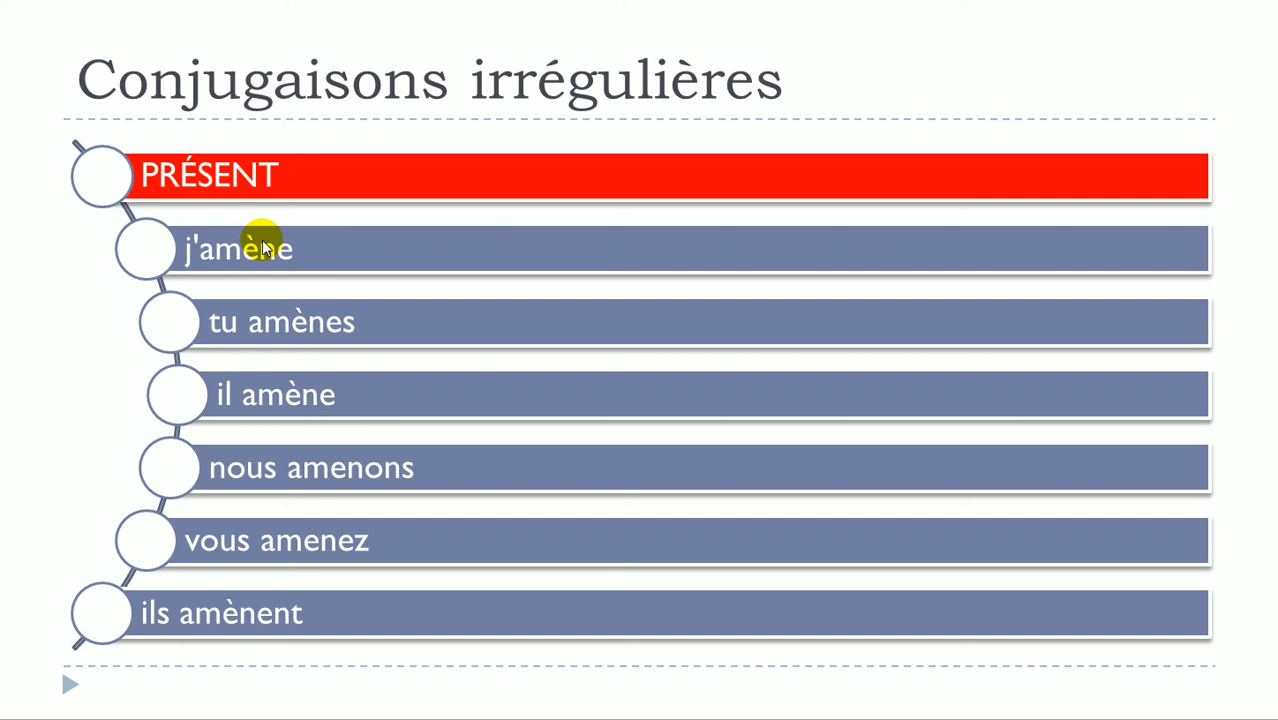 Conjugaisons irrégulières
PRÉSENT
j'amène
tu amènes
il amène
nous amenons
vous amenez
ils amènent